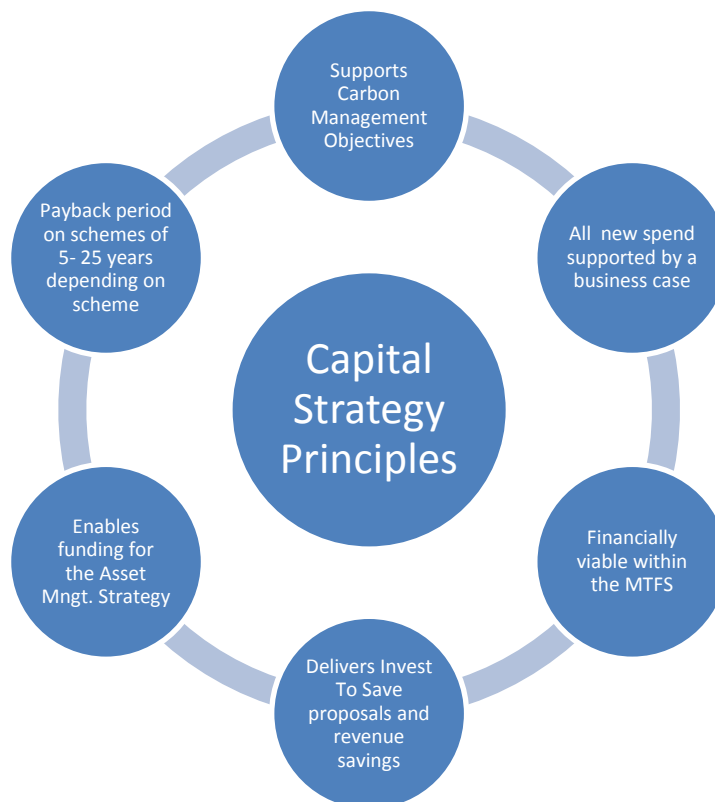 Supports
Carbon
Management
Objectives
All new spend
supported by a
business case
Financially
viable within
the MTFS
Delivers Invest
To Save
proposals and
revenue
savings
Enables
funding for
the Asset
Mngt. Strategy
Payback period
on schemes of
5- 25 years
depending on
scheme
Capital
Strategy
Principles